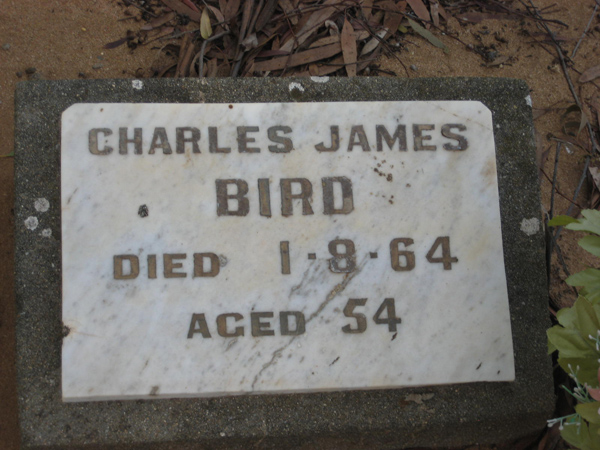 CHARLES JAMES
BIRD
DIED 1·8·64
AGED 54